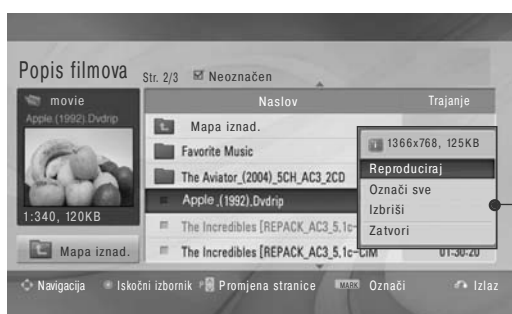 Popis filmova Str. 2/3 Neoznačen
movie
Apple.(1992).Dvdrip
1:340, 120KB
Mapa iznad.
Naslov Trajanje
Mapa iznad.
Favorite Music
The Aviator_(2004)_5CH_AC3_2CD
Apple_(1992).Dvdrip
The Incredibles [REPACK_AC3_5.1c-
The Incredibles [REPACK_AC3_5.1c-CiM 01-30-20
1366x768, 125KB
Reproduciraj
Označi sve
Izbriši
Zatvori
Navigacija Iskočni izbornik Promjena stranice MARK Označi Izlaz